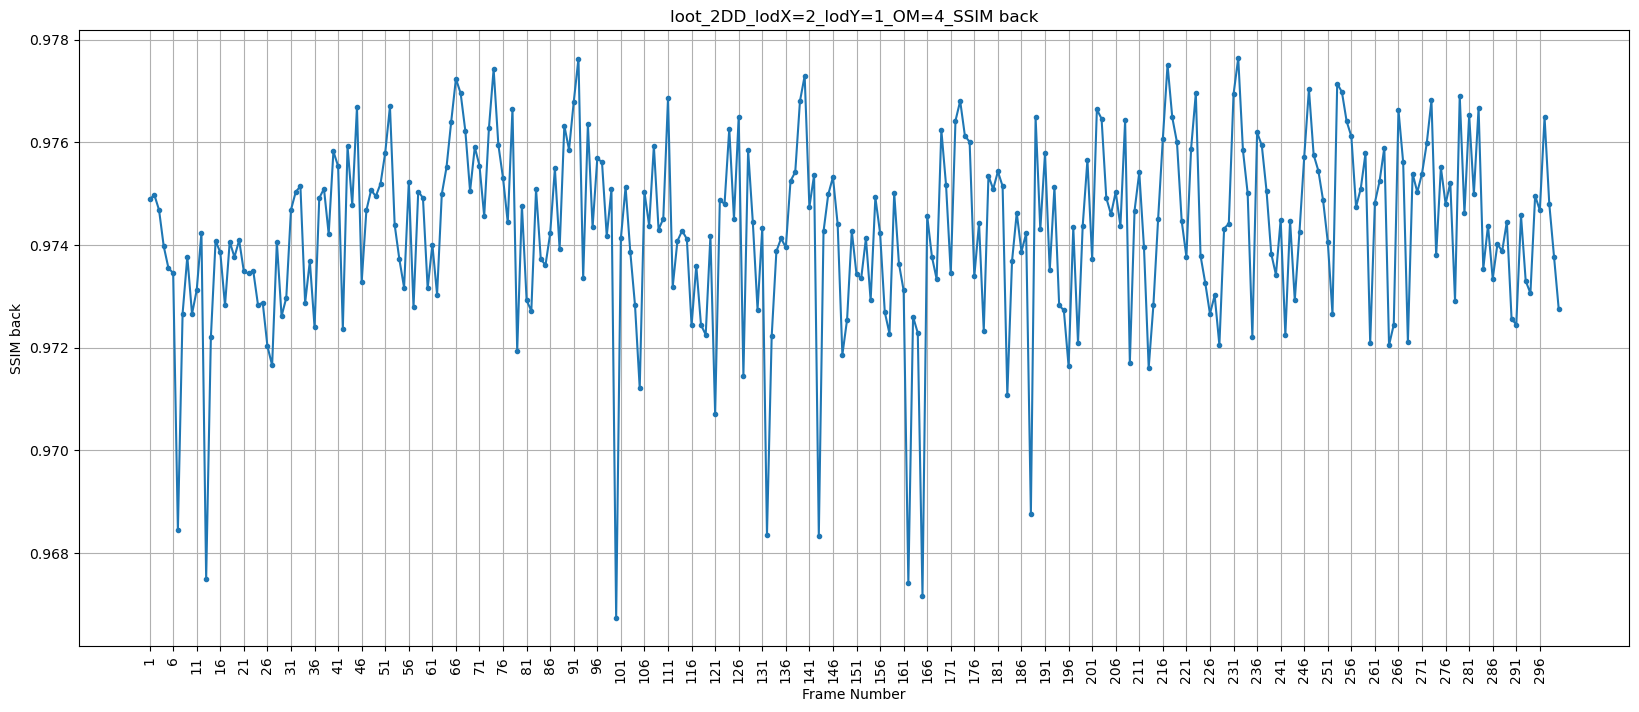 loot_2DD_lodX=2_lodY=1_OM=4_SSIM back
0.978
0.976
0.974
0.972
0.970
0.968
SSIM back
1 6 11 16 21 26 31 36 41 46 51 56 61 66 71 76 81 86 91 96 101 106 111 116 121 126 131 136 141 146 151 156 161 166 171 176 181 186 191 196 201 206 211 216 221 226 231 236 241 246 251 256 261 266 271 276 281 286 291 296
Frame Number